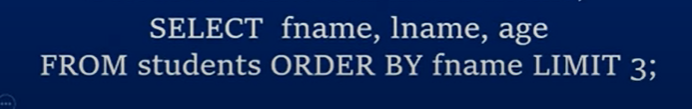 SELECT fname, lname, age
FROM students ORDER BY fname LIMIT 3;